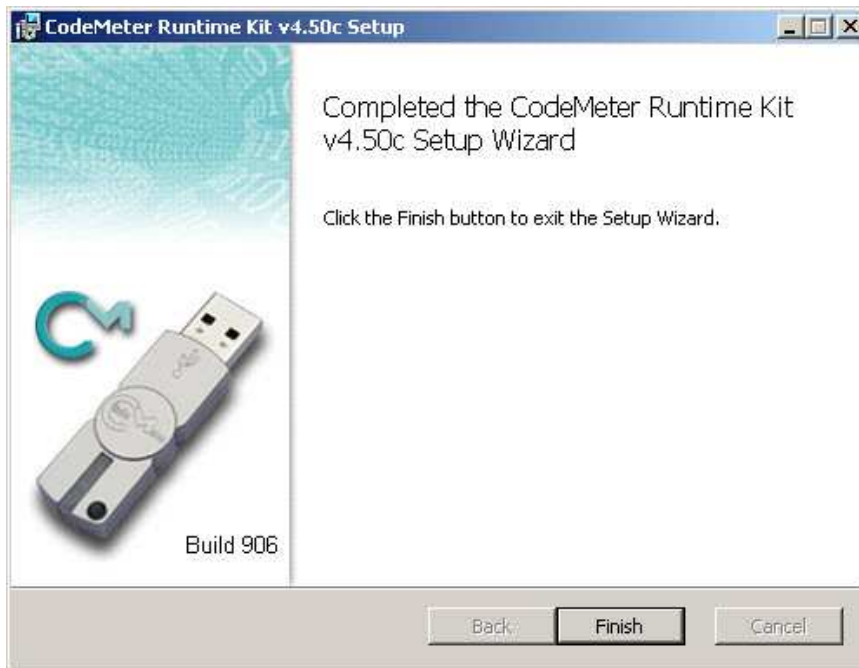 CodeMeter Runtime Kit v4.50c Setup
Completed the CodeMeter Runtime Kit
v4.50c Setup Wizard
Click the Finish button to exit the Setup Wizard.
Build 906
Back
Finish
Cancel